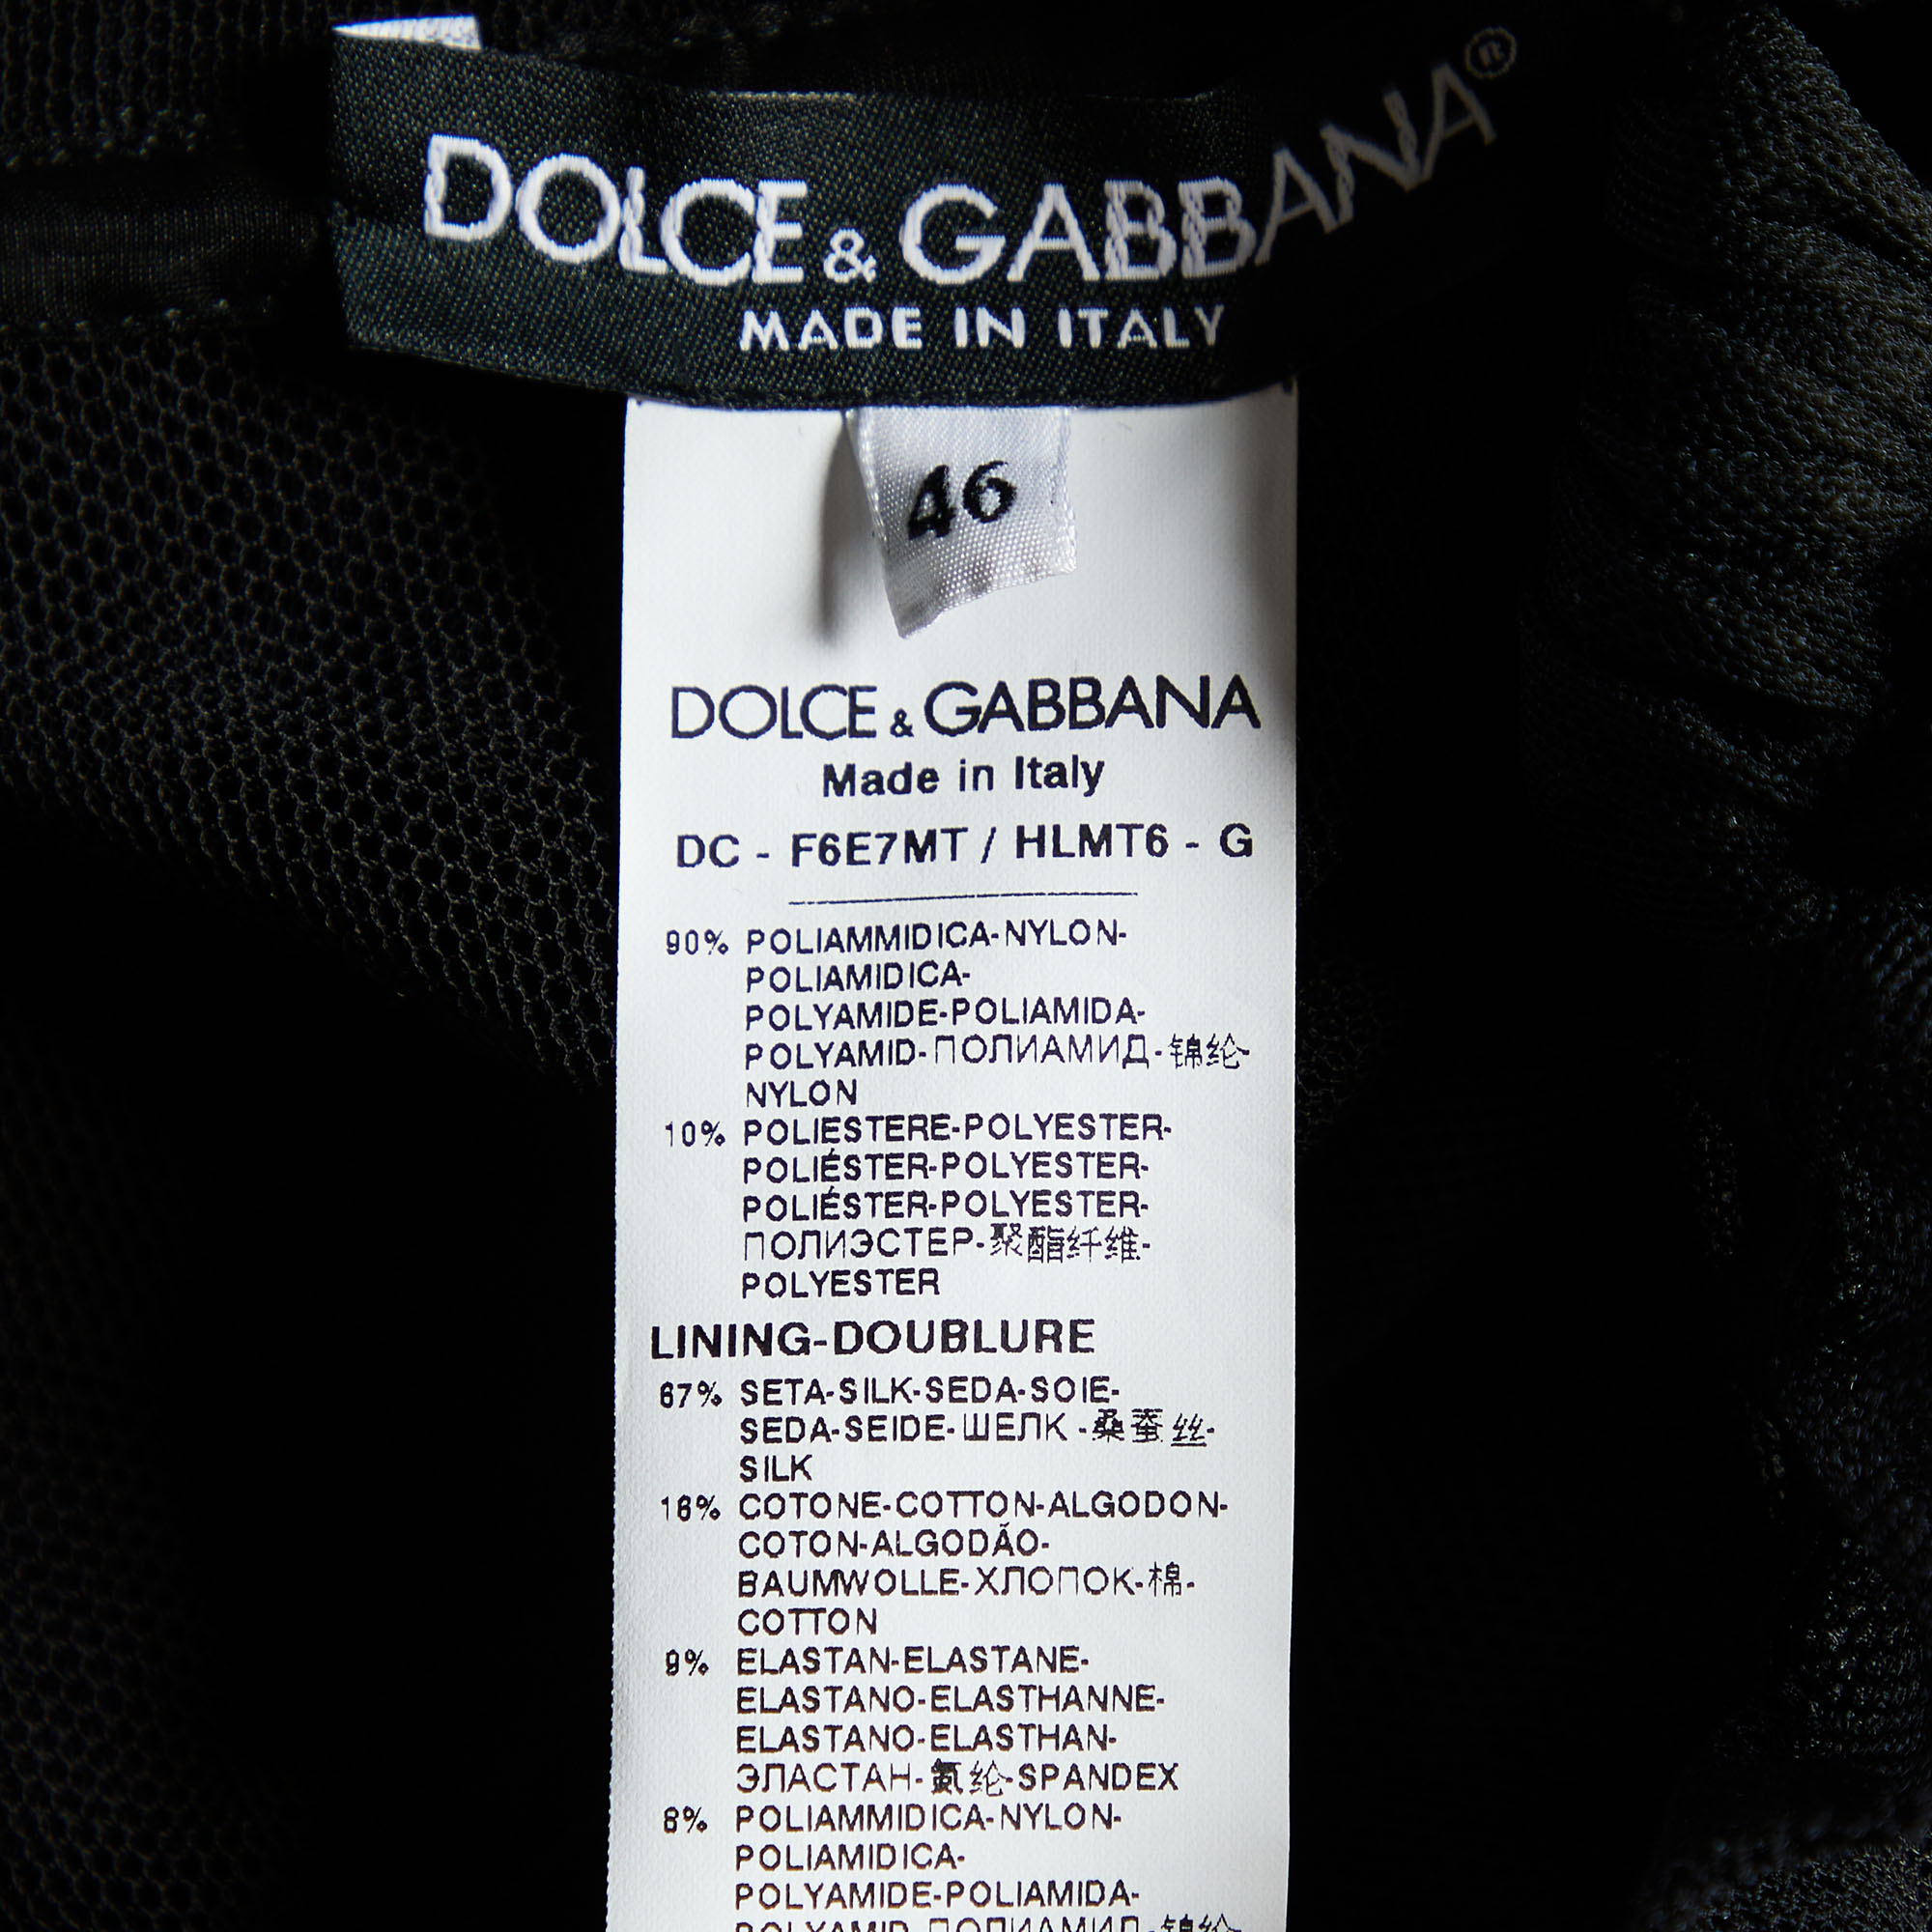 DOLCE & GABBANA®
MADE IN ITALY
46
DOLCE & GABBANA
Made in Italy
DC - F6E7MT / HLMT6 - G
90% POLIAMMIDICA-NYLON-
POLIAMIDICA-
POLYAMIDE-POLIAMIDA-
POLYAMID-ПОЛИАМИД-锦纶-
NYLON
10% POLIESTERE-POLYESTER-
POLIÉSTER-POLYESTER-
POLIÉSTER-POLYESTER-
ПОЛИЭСТЕР-聚酯纤维-
POLYESTER
LINING-DOUBLURE
67% SETA-SILK-SEDA-SOIE-
SEDA-SEIDE-ШЕЛК -桑蚕丝-
SILK
16% COTONE-COTTON-ALGODON-
COTON-ALGODÃO-
BAUMWOLLE-ХЛОПОК-棉-
COTTON
9% ELASTAN-ELASTANE-
ELASTANO-ELASTHANNE-
ELASTANO-ELASTHAN-
ЭЛАСТАН-氨纶-SPANDEX
8% POLIAMMIDICA-NYLON-
POLIAMIDICA-
POLYAMIDE-POLIAMIDA-
POLYAMID-ПОЛИАМИД-锦纶-